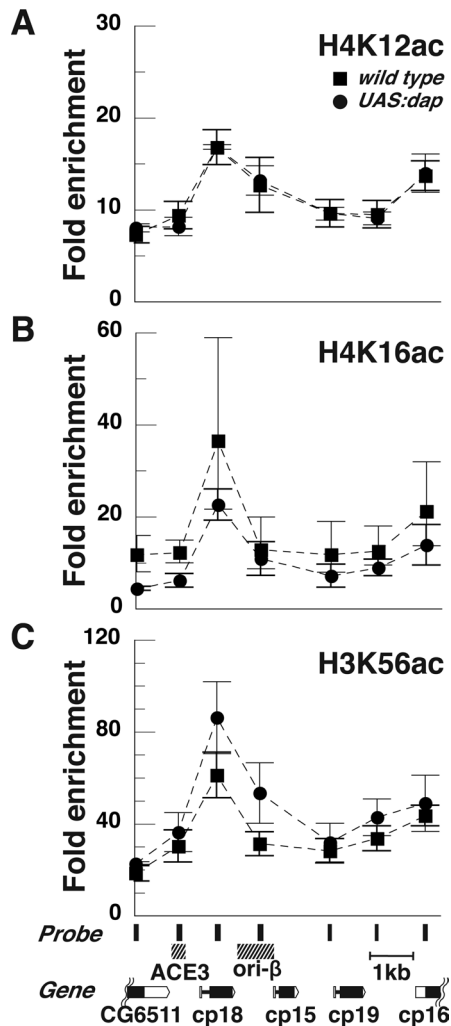 A
H4K12ac
wild type
UAS:dap
Fold enrichment
30
20
10
0
B
H4K16ac
Fold enrichment
60
40
20
0
C
H3K56ac
Fold enrichment
120
80
40
0
Probe
ACE3 ori-β 1kb
Gene
CG6511 cp18 cp15 cp19 cp16